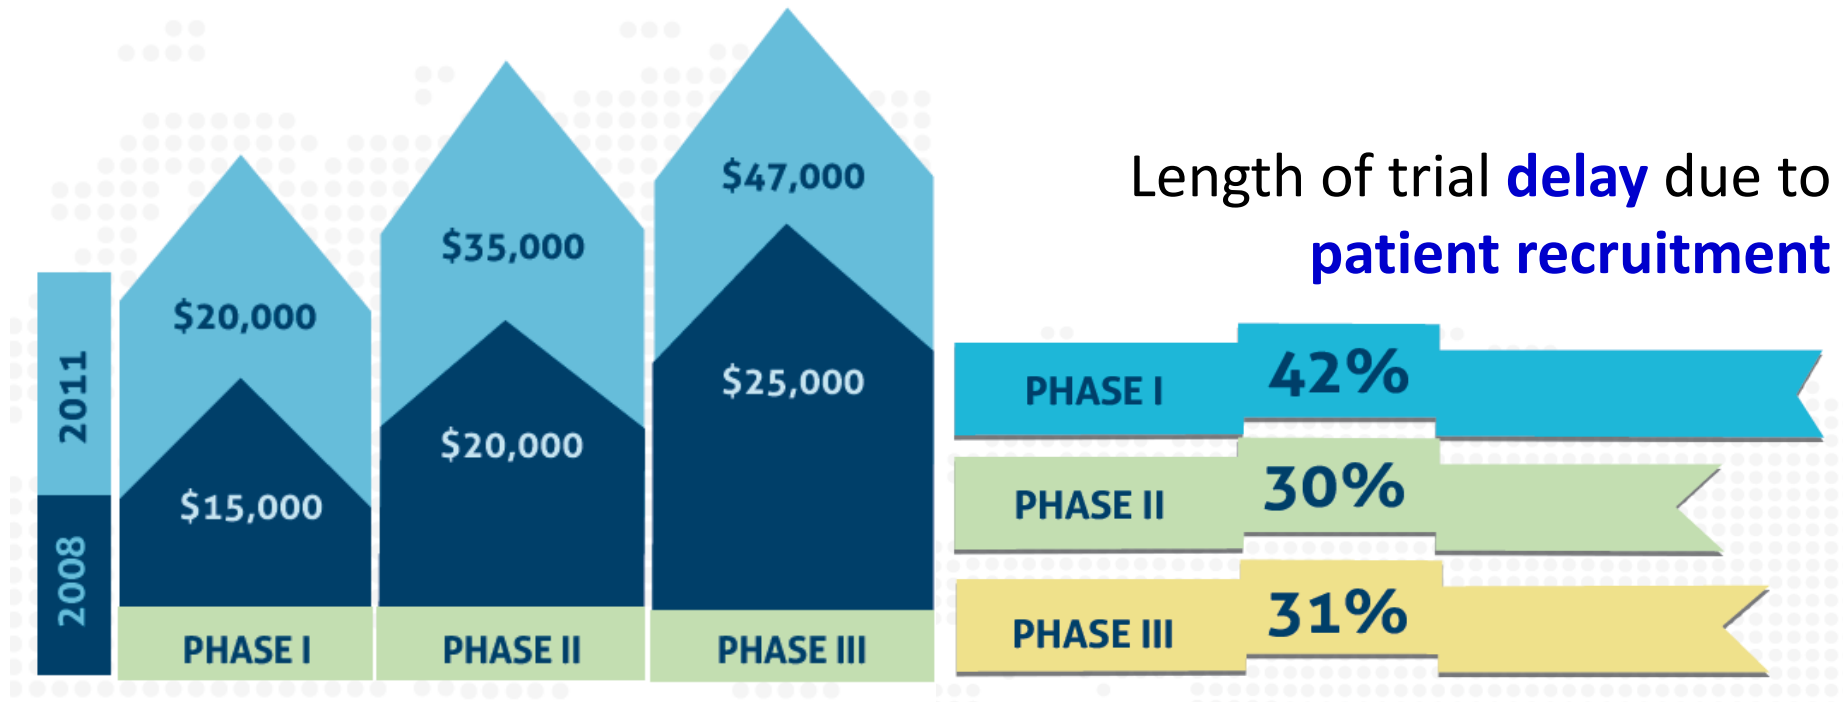 2011
2008
$20,000
$15,000
PHASE I
$35,000
$20,000
PHASE II
$47,000
$25,000
PHASE III
Length of trial delay due to
patient recruitment
PHASE I 42%
PHASE II 30%
PHASE III 31%